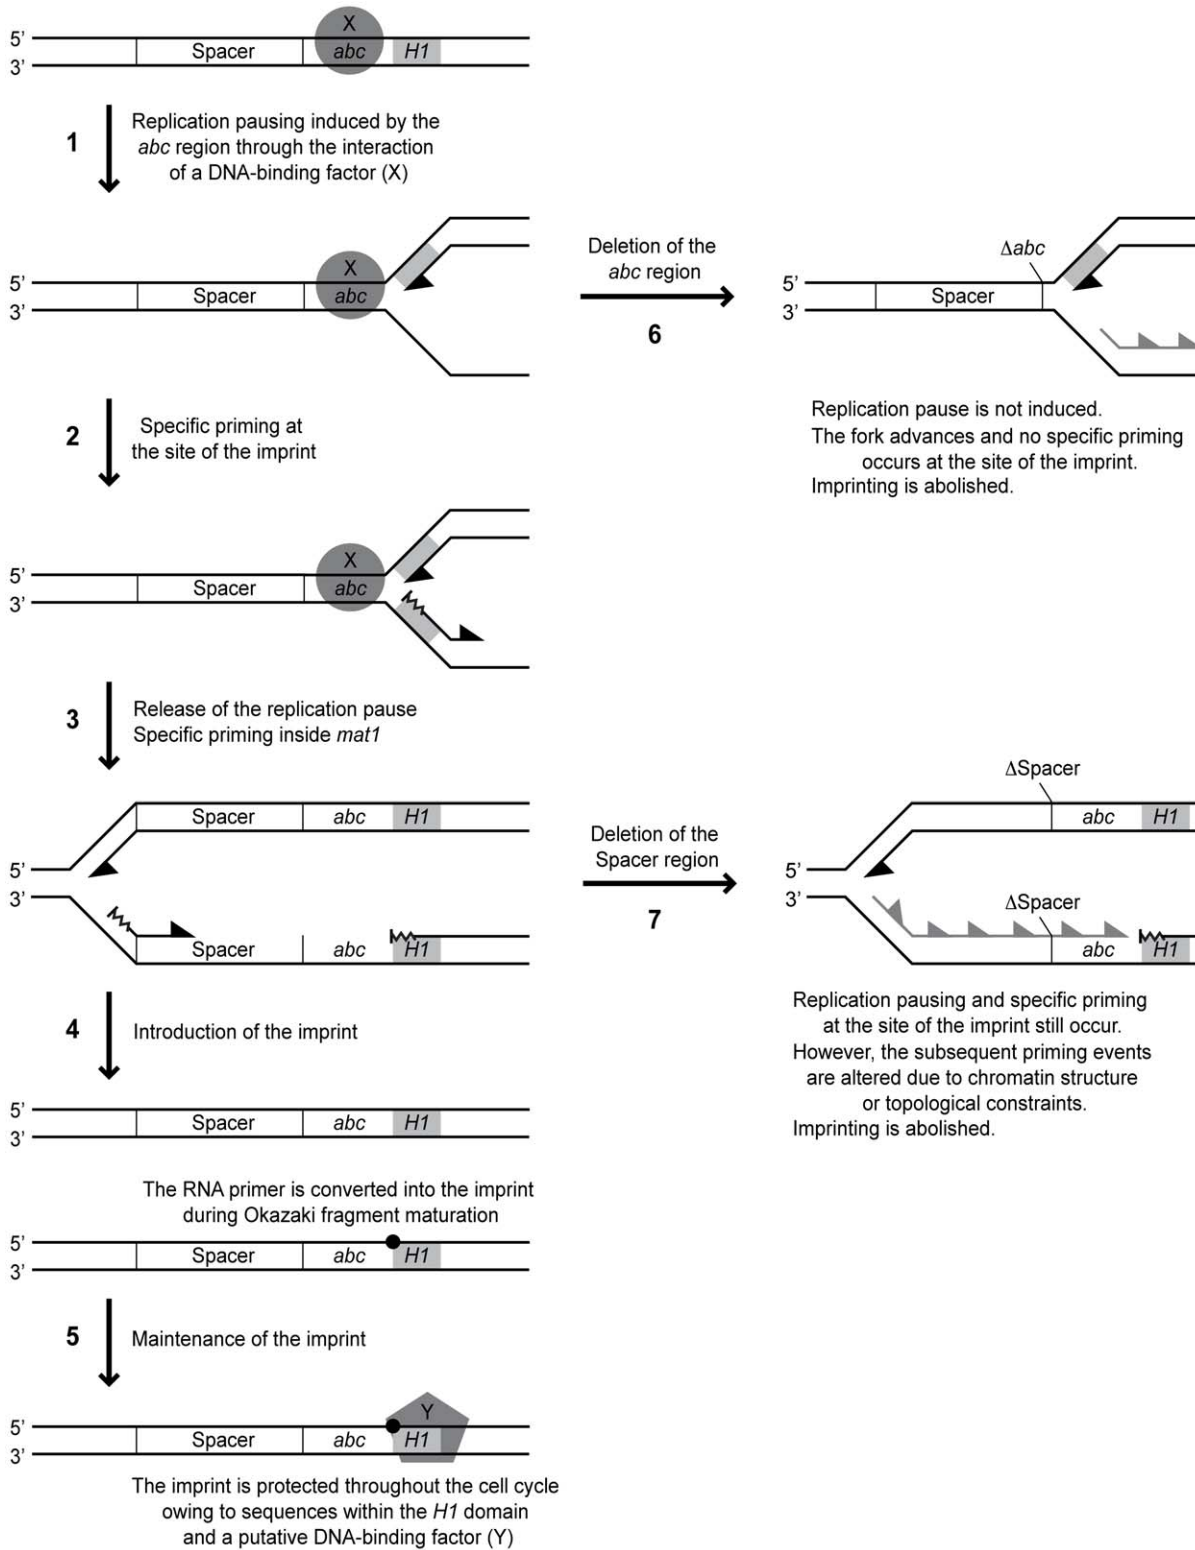 X
5’
Spacer
abc
H1
3’
1
Replication pausing induced by the
abc region through the interaction
of a DNA-binding factor (X)
X
5’
Spacer
abc
3’
Deletion of the
abc region
6
Δabc
5’
Spacer
3’
Replication pause is not induced.
The fork advances and no specific priming
occurs at the site of the imprint.
Imprinting is abolished.
2
Specific priming at
the site of the imprint
X
5’
Spacer
abc
3’
3
Release of the replication pause
Specific priming inside mat1
Spacer
abc
H1
5’
3’
Spacer
abc
H1
Deletion of the
Spacer region
7
ΔSpacer
abc
H1
5’
3’
ΔSpacer
abc
H1
Replication pausing and specific priming
at the site of the imprint still occur.
However, the subsequent priming events
are altered due to chromatin structure
or topological constraints.
Imprinting is abolished.
4
Introduction of the imprint
5’
Spacer
abc
H1
3’
The RNA primer is converted into the imprint
during Okazaki fragment maturation
5’
Spacer
abc
H1
3’
5
Maintenance of the imprint
Y
5’
Spacer
abc
H1
3’
The imprint is protected throughout the cell cycle
owing to sequences within the H1 domain
and a putative DNA-binding factor (Y)